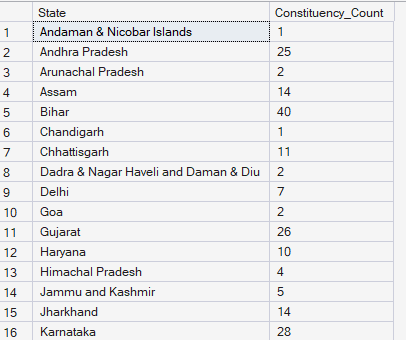 State Constituency_Count
1 Andaman & Nicobar Islands 1
2 Andhra Pradesh 25
3 Arunachal Pradesh 2
4 Assam 14
5 Bihar 40
6 Chandigarh 1
7 Chhattisgarh 11
8 Dadra & Nagar Haveli and Daman & Diu 2
9 Delhi 7
10 Goa 2
11 Gujarat 26
12 Haryana 10
13 Himachal Pradesh 4
14 Jammu and Kashmir 5
15 Jharkhand 14
16 Karnataka 28